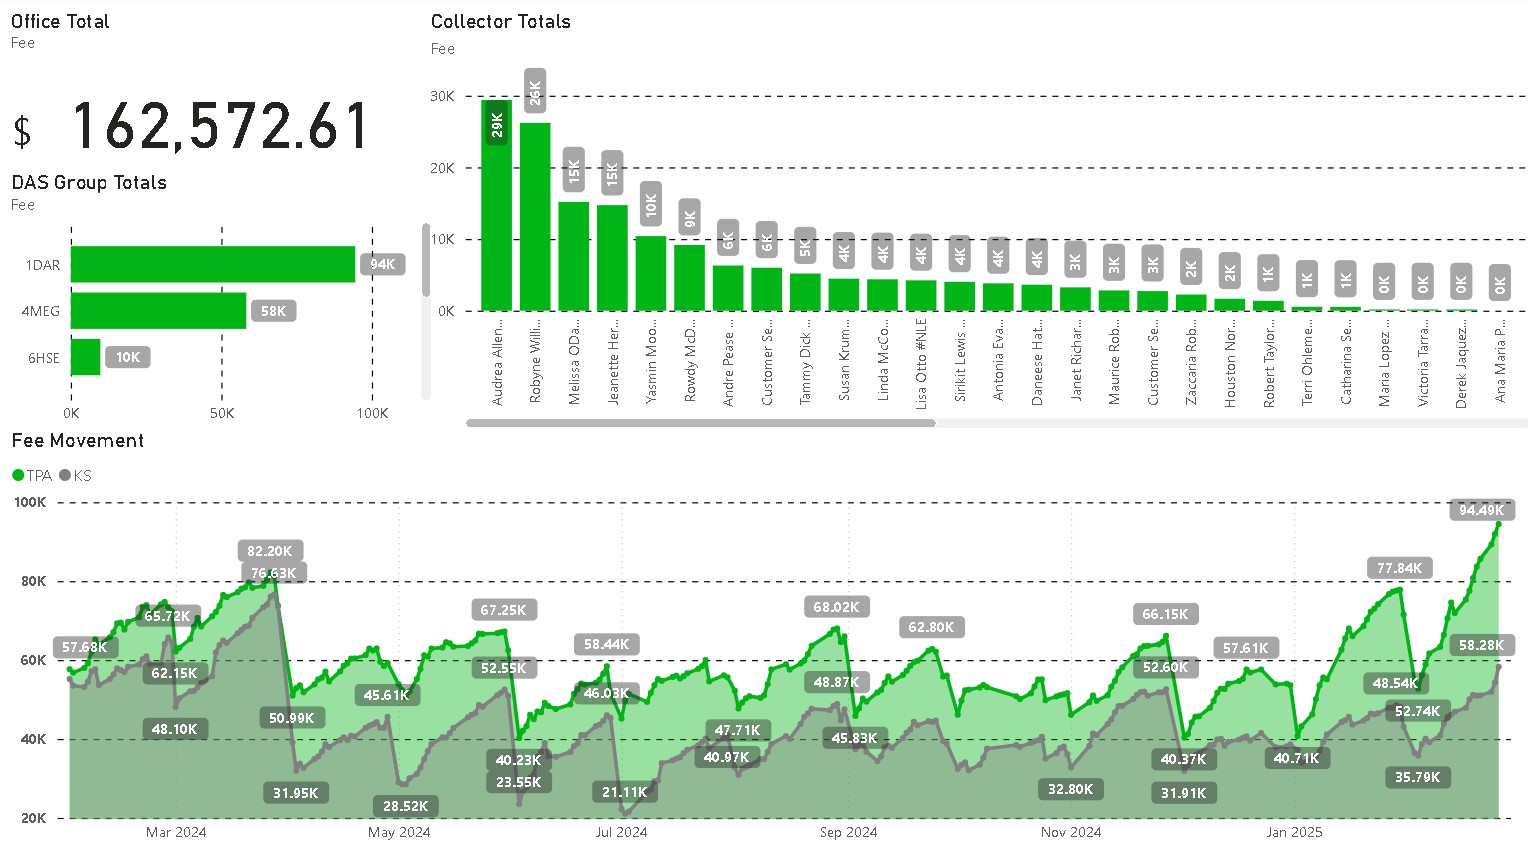 Office Total
Fee
$ 162,572.61
DAS Group Totals
Fee
1DAR 94K
4MEG 58K
6HSE 10K
0K 50K 100K
Collector Totals
Fee
30K
20K
10K
0K
29K 26K 15K 15K 10K 9K 6K 6K 5K 4K 4K 4K 4K 4K 4K 3K 3K 3K 2K 2K 1K 1K 1K 0K 0K 0K 0K
Audrea Allen...
Robyne Willi...
Melissa ODa...
Jeanette Her...
Yasmin Moo...
Rowdy McD...
Andre Pease ...
Customer Se...
Tammy Dick...
Susan Krum...
Linda McCo...
Lisa Otto #NLE
Sirikit Lewis ...
Antonia Eva...
Daneese Hat...
Janet Richar...
Maurice Rob...
Customer Se...
Zaccaria Rob...
Houston Nor...
Robert Taylor...
Terri Ohleme...
Catharina Se...
Maria Lopez ...
Victoria Tarra...
Derek Jaquez...
Ana Maria P...
Fee Movement
TPA KS
100K
80K
60K
40K
20K
57.68K
65.72K
62.15K
48.10K
82.20K
76.63K
50.99K
31.95K
45.61K
28.52K
67.25K
52.55K
40.23K
23.55K
58.44K
46.03K
21.11K
47.71K
40.97K
68.02K
48.87K
45.83K
62.80K
32.80K
66.15K
52.60K
40.37K
31.91K
57.61K
40.71K
77.84K
48.54K
52.74K
35.79K
94.49K
58.28K
Mar 2024 May 2024 Jul 2024 Sep 2024 Nov 2024 Jan 2025